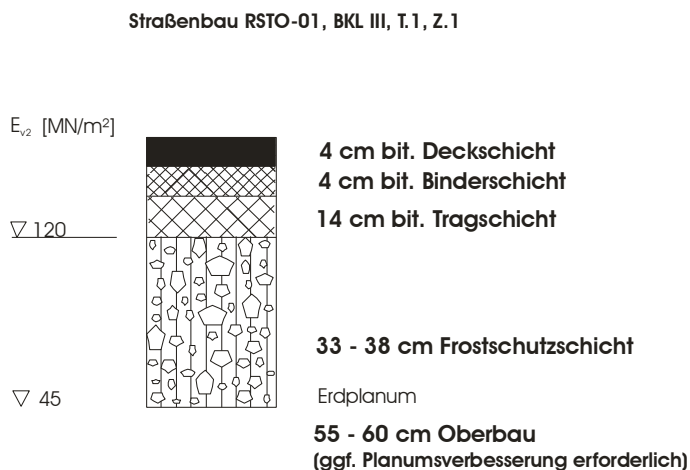 Straßenbau RSTO-01, BKL III, T.1, Z.1
Ev2 [MN/m²]
4 cm bit. Deckschicht
4 cm bit. Binderschicht
14 cm bit. Tragschicht
▽ 120
33 - 38 cm Frostschutzschicht
▽ 45
Erdplanum
55 - 60 cm Oberbau
(ggf. Planumsverbesserung erforderlich)